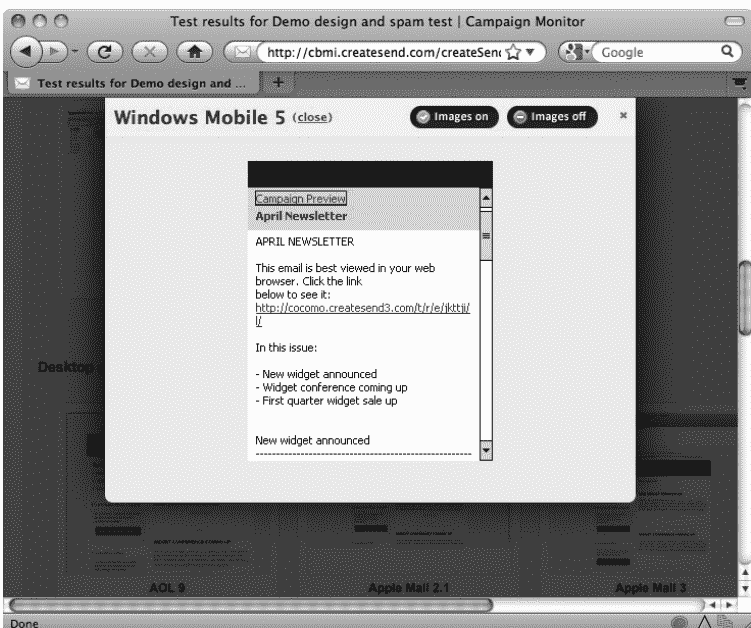 Test results for Demo design and spam test | Campaign Monitor
http://cbmi.createsend.com/createSen
Google
Test results for Demo design and ...
Windows Mobile 5 (close)
Images on
Images off
Campaign Preview
April Newsletter
APRIL NEWSLETTER
This email is best viewed in your web
browser. Click the link
below to see it:
http://cocomo.createsend3.com/t/r/e/jkttji/
l/
In this issue:
- New widget announced
- Widget conference coming up
- First quarter widget sale up
New widget announced
Desktop
AOL 9
Apple Mail 2.1
Apple Mail 3
Done